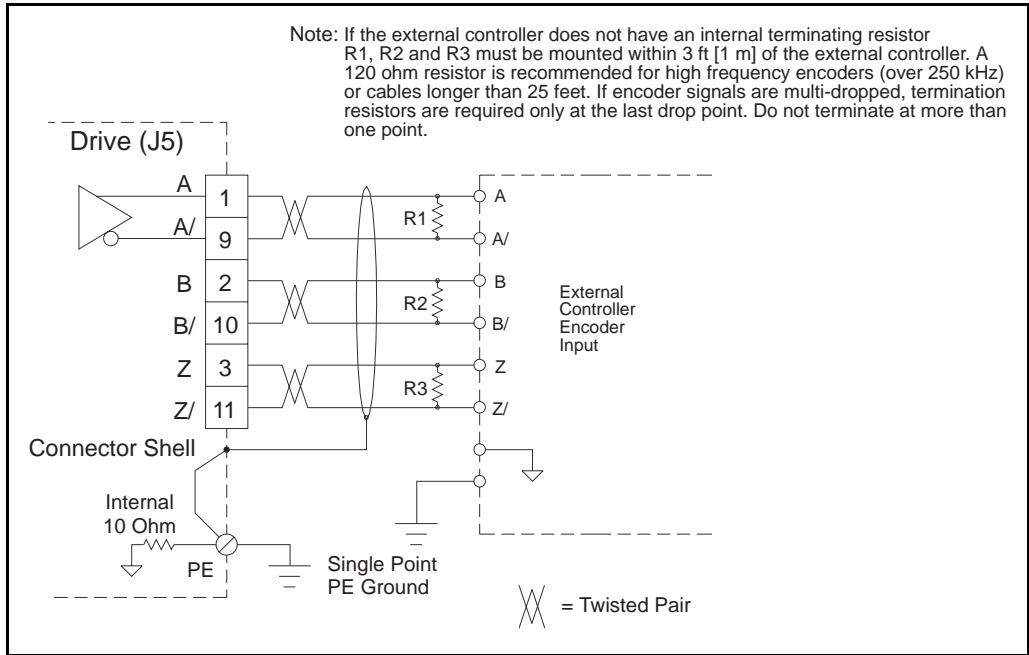 Note: If the external controller does not have an internal terminating resistor
R1, R2 and R3 must be mounted within 3 ft [1 m] of the external controller. A
120 ohm resistor is recommended for high frequency encoders (over 250 kHz)
or cables longer than 25 feet. If encoder signals are multi-dropped, termination
resistors are required only at the last drop point. Do not terminate at more than
one point.
Drive (J5)
A 1 R1 A
A/ 9 A/
B 2 R2 B
B/ 10 B/
Z 3 R3 Z
Z/ 11 Z/
External
Controller
Encoder
Input
Connector Shell
Internal
10 Ohm
PE
Single Point
PE Ground
= Twisted Pair